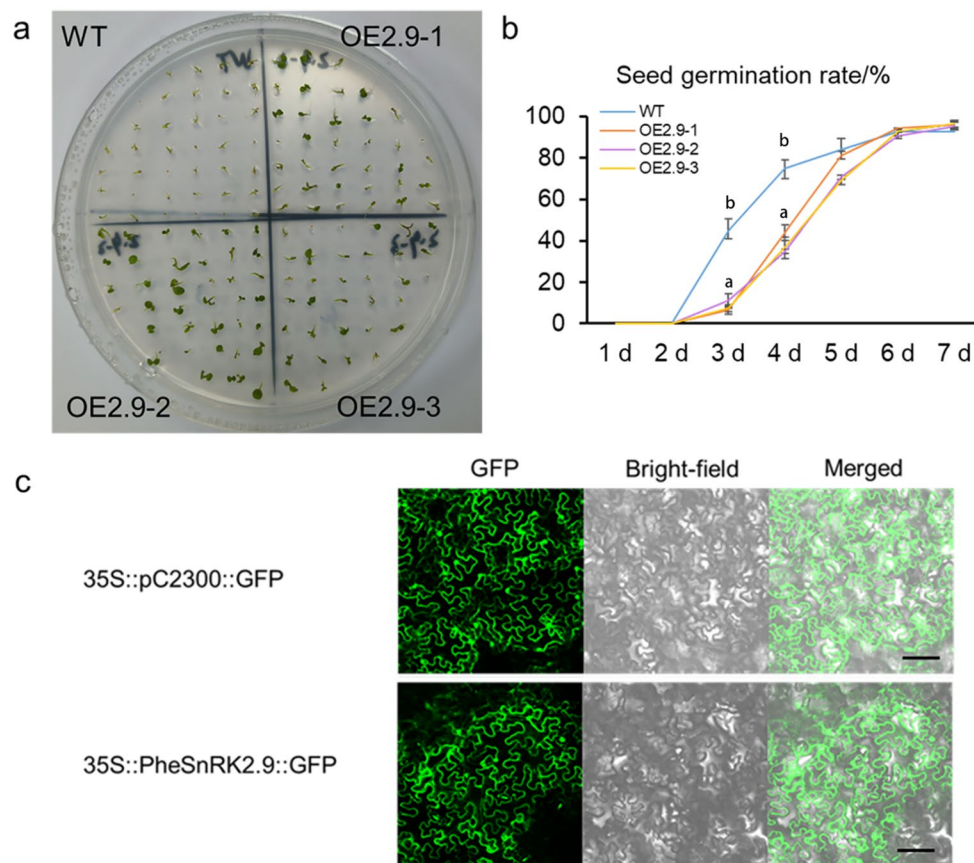 a
WT
OE2.9-1
OE2.9-2
OE2.9-3
b
Seed germination rate/%
WT
OE2.9-1
OE2.9-2
OE2.9-3
100
80
60
40
20
0
b
b
a
a
1 d 2 d 3 d 4 d 5 d 6 d 7 d
c
GFP Bright-field Merged
35S::pC2300::GFP
35S::PheSnRK2.9::GFP